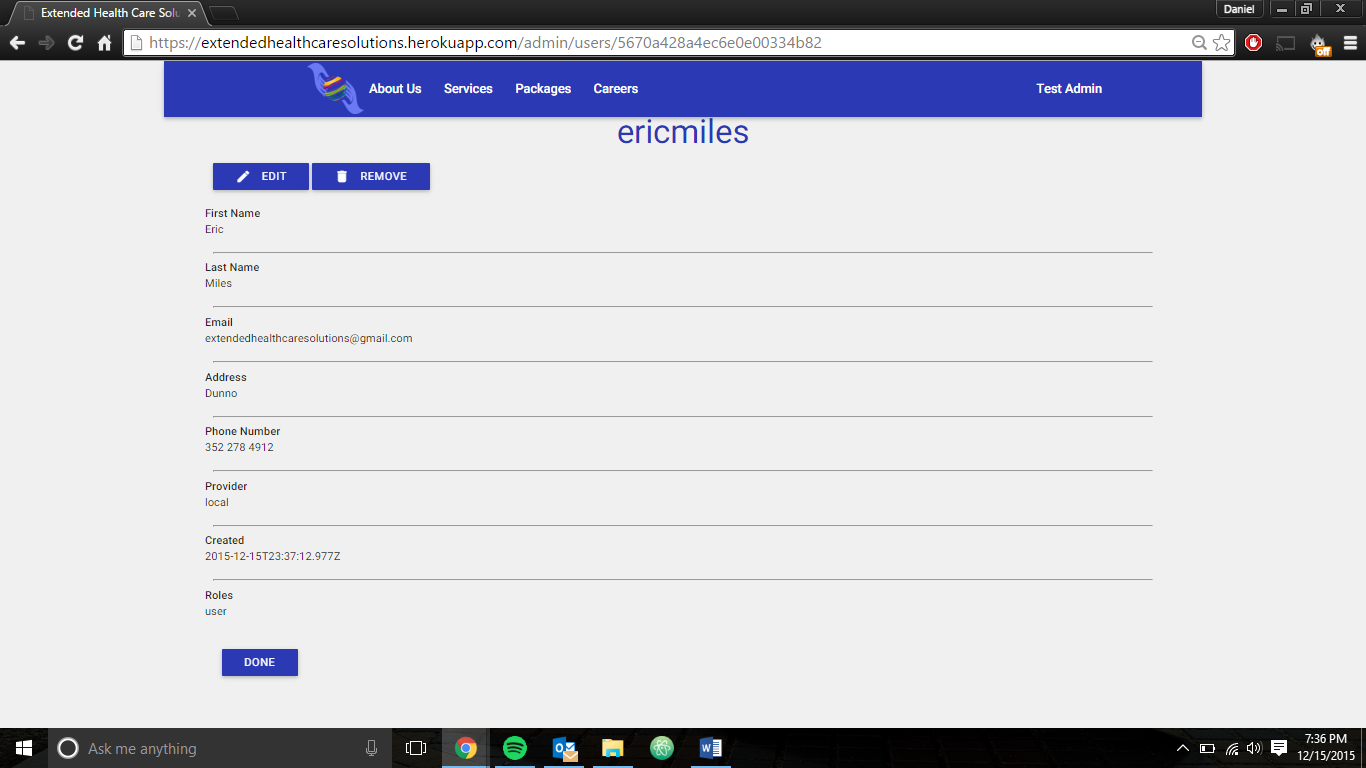 Extended Health Care Solu
Daniel
https://extendedhealthcaresolutions.herokuapp.com/admin/users/5670a428a4ec6e0e00334b82
off
About Us Services Packages Careers Test Admin
ericmiles
EDIT REMOVE
First Name
Eric
Last Name
Miles
Email
extendedhealthcaresolutions@gmail.com
Address
Dunno
Phone Number
352 278 4912
Provider
local
Created
2015-12-15T23:37:12.977Z
Roles
user
DONE
Ask me anything
7:36 PM
12/15/2015